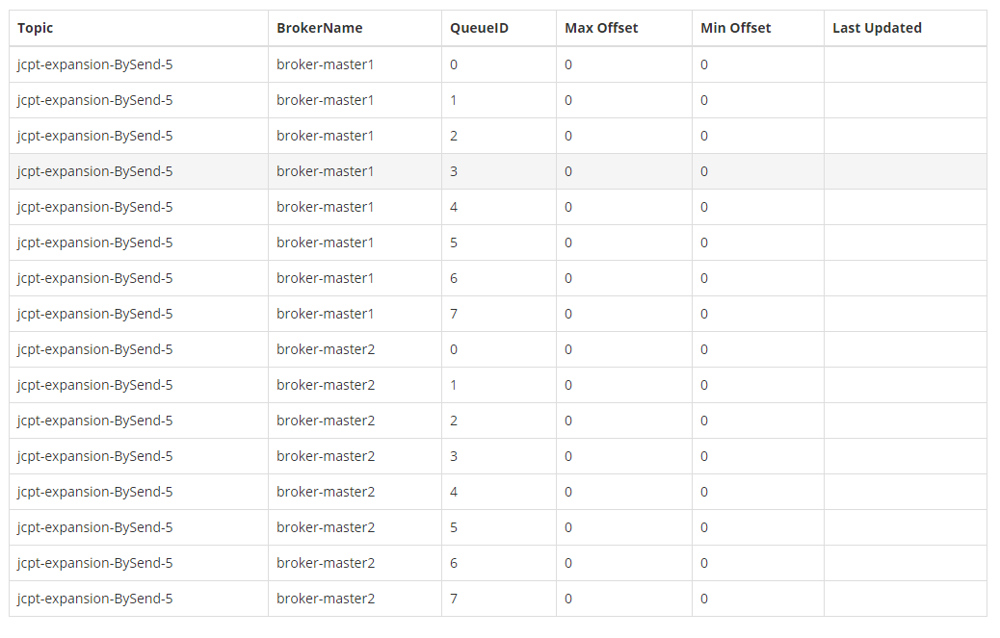 Topic BrokerName QueueID Max Offset Min Offset Last Updated
jcpt-expansion-BySend-5 broker-master1 0 0 0
jcpt-expansion-BySend-5 broker-master1 1 0 0
jcpt-expansion-BySend-5 broker-master1 2 0 0
jcpt-expansion-BySend-5 broker-master1 3 0 0
jcpt-expansion-BySend-5 broker-master1 4 0 0
jcpt-expansion-BySend-5 broker-master1 5 0 0
jcpt-expansion-BySend-5 broker-master1 6 0 0
jcpt-expansion-BySend-5 broker-master1 7 0 0
jcpt-expansion-BySend-5 broker-master2 0 0 0
jcpt-expansion-BySend-5 broker-master2 1 0 0
jcpt-expansion-BySend-5 broker-master2 2 0 0
jcpt-expansion-BySend-5 broker-master2 3 0 0
jcpt-expansion-BySend-5 broker-master2 4 0 0
jcpt-expansion-BySend-5 broker-master2 5 0 0
jcpt-expansion-BySend-5 broker-master2 6 0 0
jcpt-expansion-BySend-5 broker-master2 7 0 0